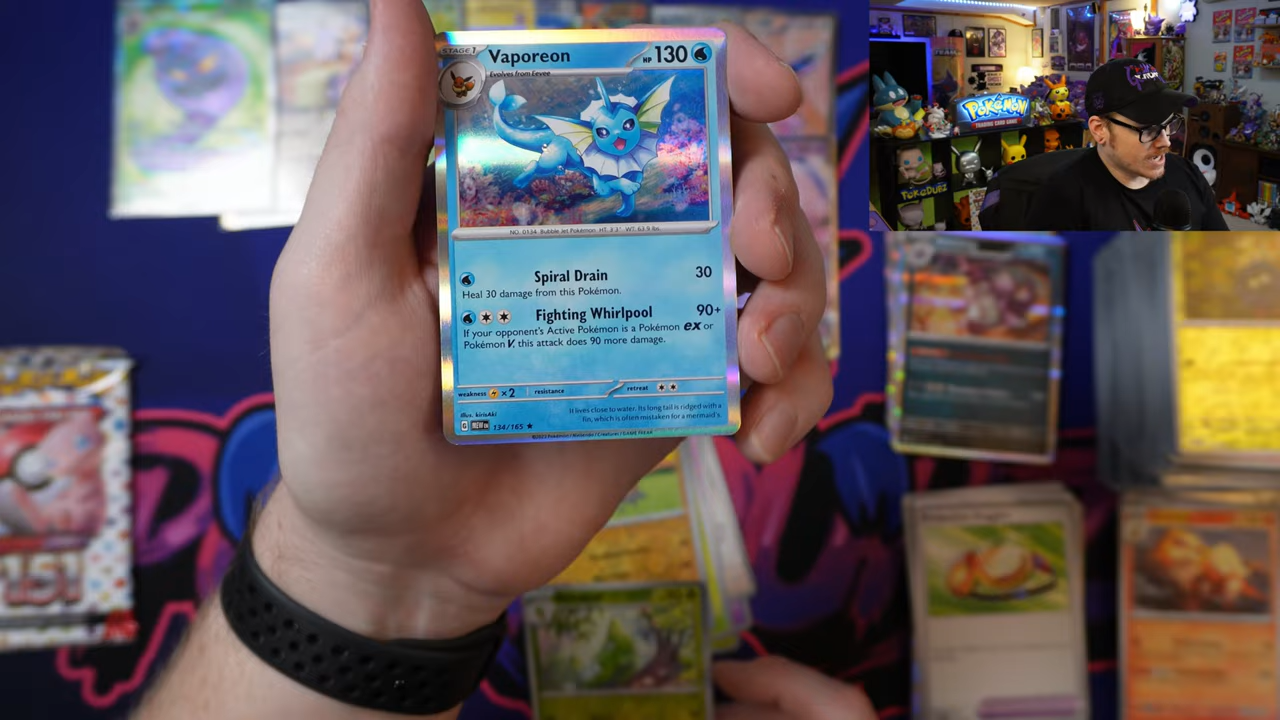 STAGE 1
Vaporeon
HP 130
Evolves from Eevee
NO. 0134 Bubble Jet Pokémon HT: 3'3" WT: 63.9 lbs.
Spiral Drain 30
Heal 30 damage from this Pokémon.
Fighting Whirlpool 90+
If your opponent's Active Pokémon is a Pokémon ex or
Pokémon V, this attack does 90 more damage.
weakness ×2 resistance retreat
It lives close to water. Its long tail is ridged with a
fin, which is often mistaken for a mermaid's.
Illus. kirisAki
G MEW EN 134/165 ★
©2023 Pokémon / Nintendo / Creatures / GAME FREAK
POKÉMON
TRADING CARD GAME
POKEDUBZ
151